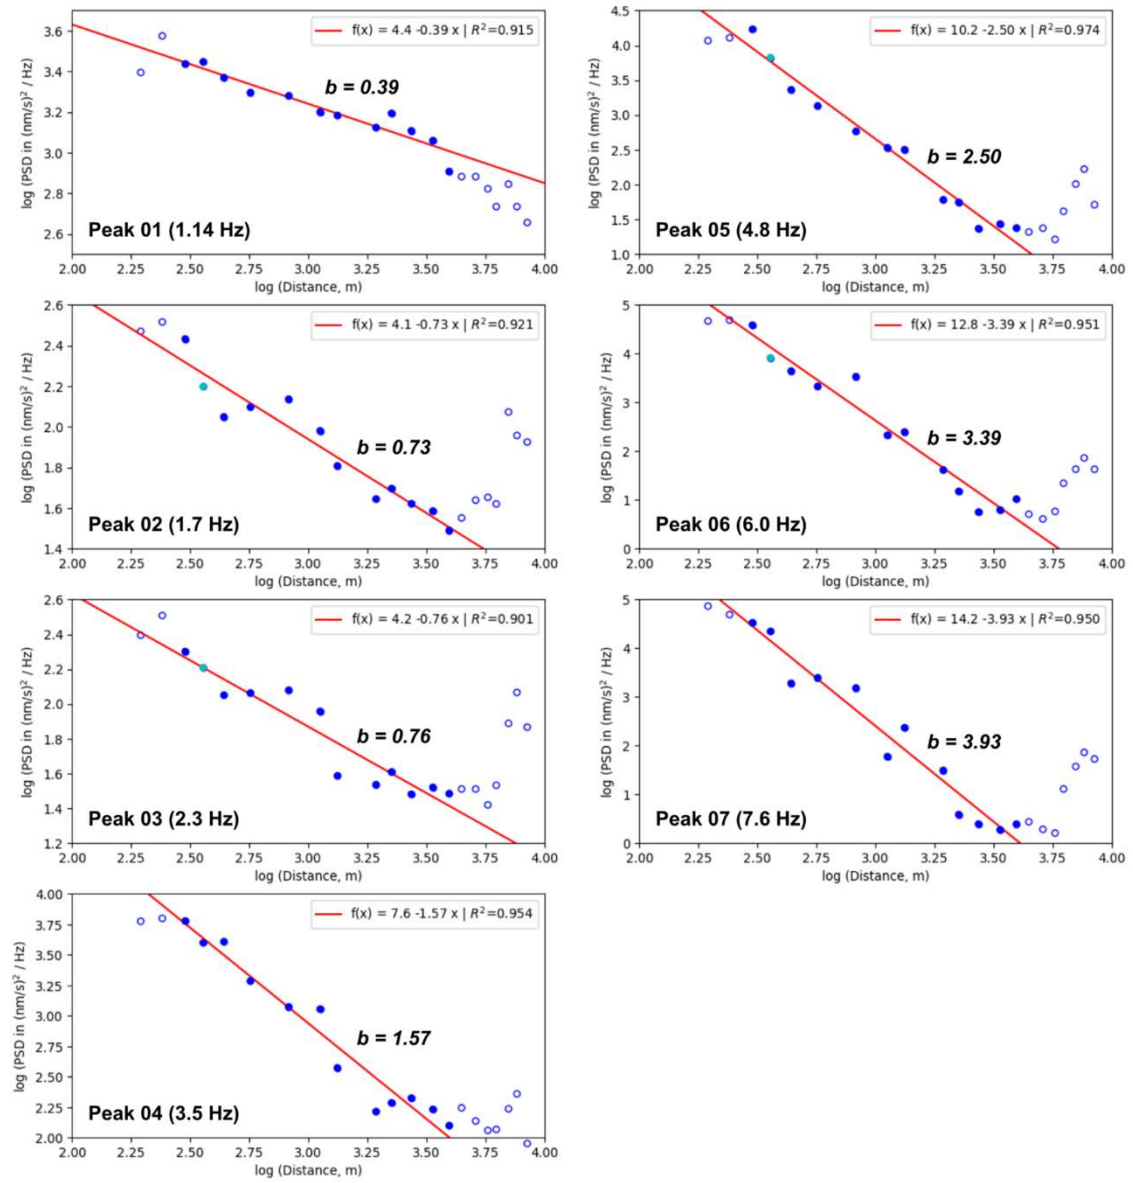 f(x) = 4.4 -0.39 x | R²=0.915
b = 0.39
Peak 01 (1.14 Hz)
log (PSD in (nm/s)² / Hz)
3.6
3.4
3.2
3.0
2.8
2.6
2.00 2.25 2.50 2.75 3.00 3.25 3.50 3.75 4.00
log (Distance, m)
f(x) = 10.2 -2.50 x | R²=0.974
b = 2.50
Peak 05 (4.8 Hz)
log (PSD in (nm/s)² / Hz)
4.5
4.0
3.5
3.0
2.5
2.0
1.5
1.0
2.00 2.25 2.50 2.75 3.00 3.25 3.50 3.75 4.00
log (Distance, m)
f(x) = 4.1 -0.73 x | R²=0.921
b = 0.73
Peak 02 (1.7 Hz)
log (PSD in (nm/s)² / Hz)
2.6
2.4
2.2
2.0
1.8
1.6
1.4
2.00 2.25 2.50 2.75 3.00 3.25 3.50 3.75 4.00
log (Distance, m)
f(x) = 12.8 -3.39 x | R²=0.951
b = 3.39
Peak 06 (6.0 Hz)
log (PSD in (nm/s)² / Hz)
5
4
3
2
1
0
2.00 2.25 2.50 2.75 3.00 3.25 3.50 3.75 4.00
log (Distance, m)
f(x) = 4.2 -0.76 x | R²=0.901
b = 0.76
Peak 03 (2.3 Hz)
log (PSD in (nm/s)² / Hz)
2.6
2.4
2.2
2.0
1.8
1.6
1.4
1.2
2.00 2.25 2.50 2.75 3.00 3.25 3.50 3.75 4.00
log (Distance, m)
f(x) = 14.2 -3.93 x | R²=0.950
b = 3.93
Peak 07 (7.6 Hz)
log (PSD in (nm/s)² / Hz)
5
4
3
2
1
0
2.00 2.25 2.50 2.75 3.00 3.25 3.50 3.75 4.00
log (Distance, m)
f(x) = 7.6 -1.57 x | R²=0.954
b = 1.57
Peak 04 (3.5 Hz)
log (PSD in (nm/s)² / Hz)
4.00
3.75
3.50
3.25
3.00
2.75
2.50
2.25
2.00
2.00 2.25 2.50 2.75 3.00 3.25 3.50 3.75 4.00
log (Distance, m)